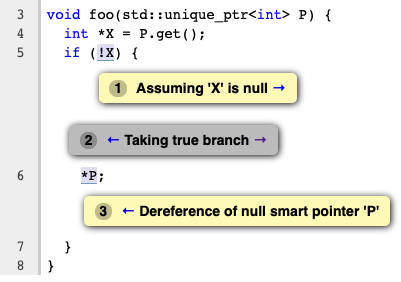 3 void foo(std::unique_ptr<int> P) {
4 int *X = P.get();
5 if (!X) {
1 Assuming 'X' is null →
2 ← Taking true branch →
6 *P;
3 ← Dereference of null smart pointer 'P'
7 }
8 }